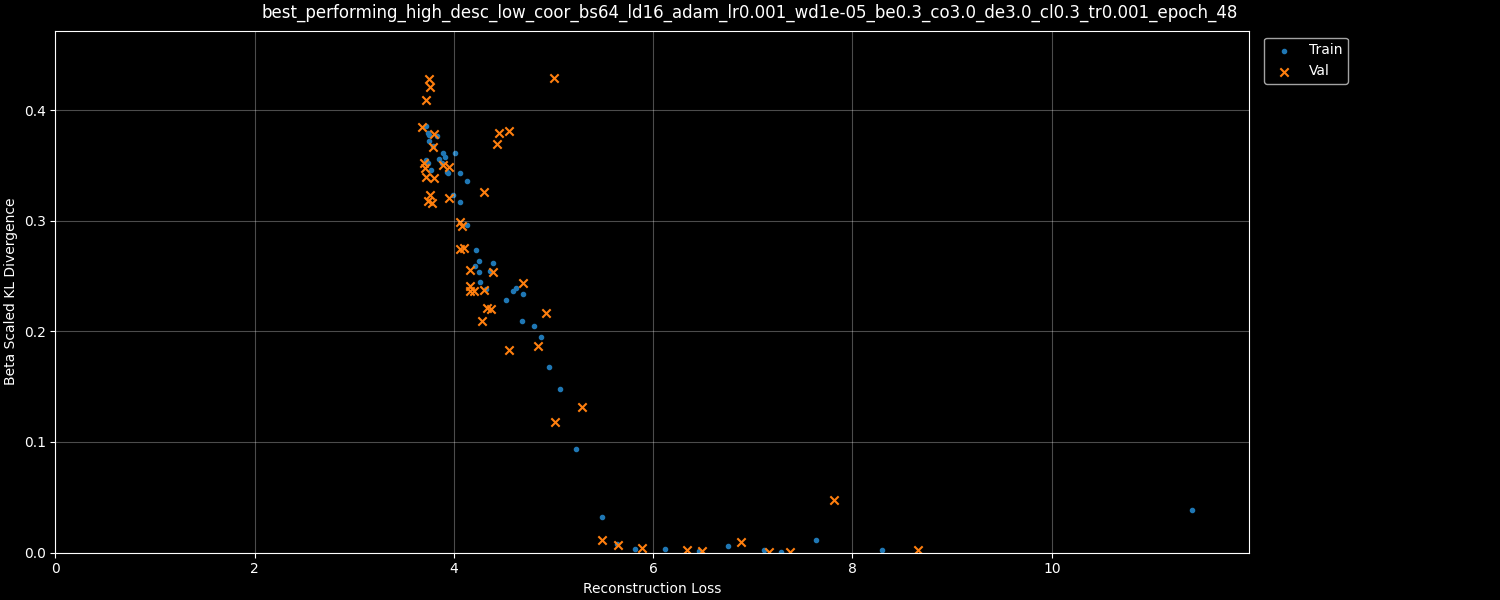 best_performing_high_desc_low_coor_bs64_ld16_adam_lr0.001_wd1e-05_be0.3_co3.0_de3.0_cl0.3_tr0.001_epoch_48
Train
Val
Beta Scaled KL Divergence
0.4
0.3
0.2
0.1
0.0
0
2
4
6
8
10
Reconstruction Loss